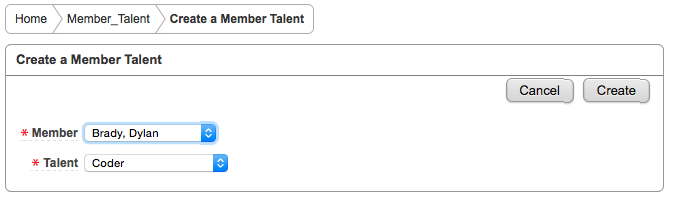 Home Member_Talent Create a Member Talent
Create a Member Talent
Cancel Create
* Member Brady, Dylan
* Talent Coder